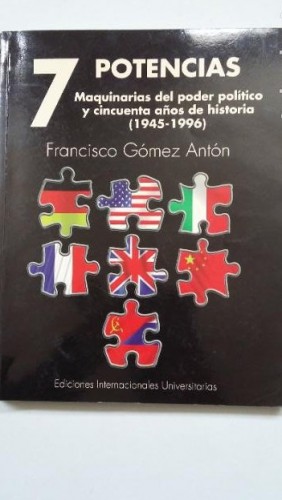 7 POTENCIAS
Maquinarias del poder político
y cincuenta años de historia
(1945-1996)
Francisco Gómez Antón
Ediciones Internacionales Universitarias